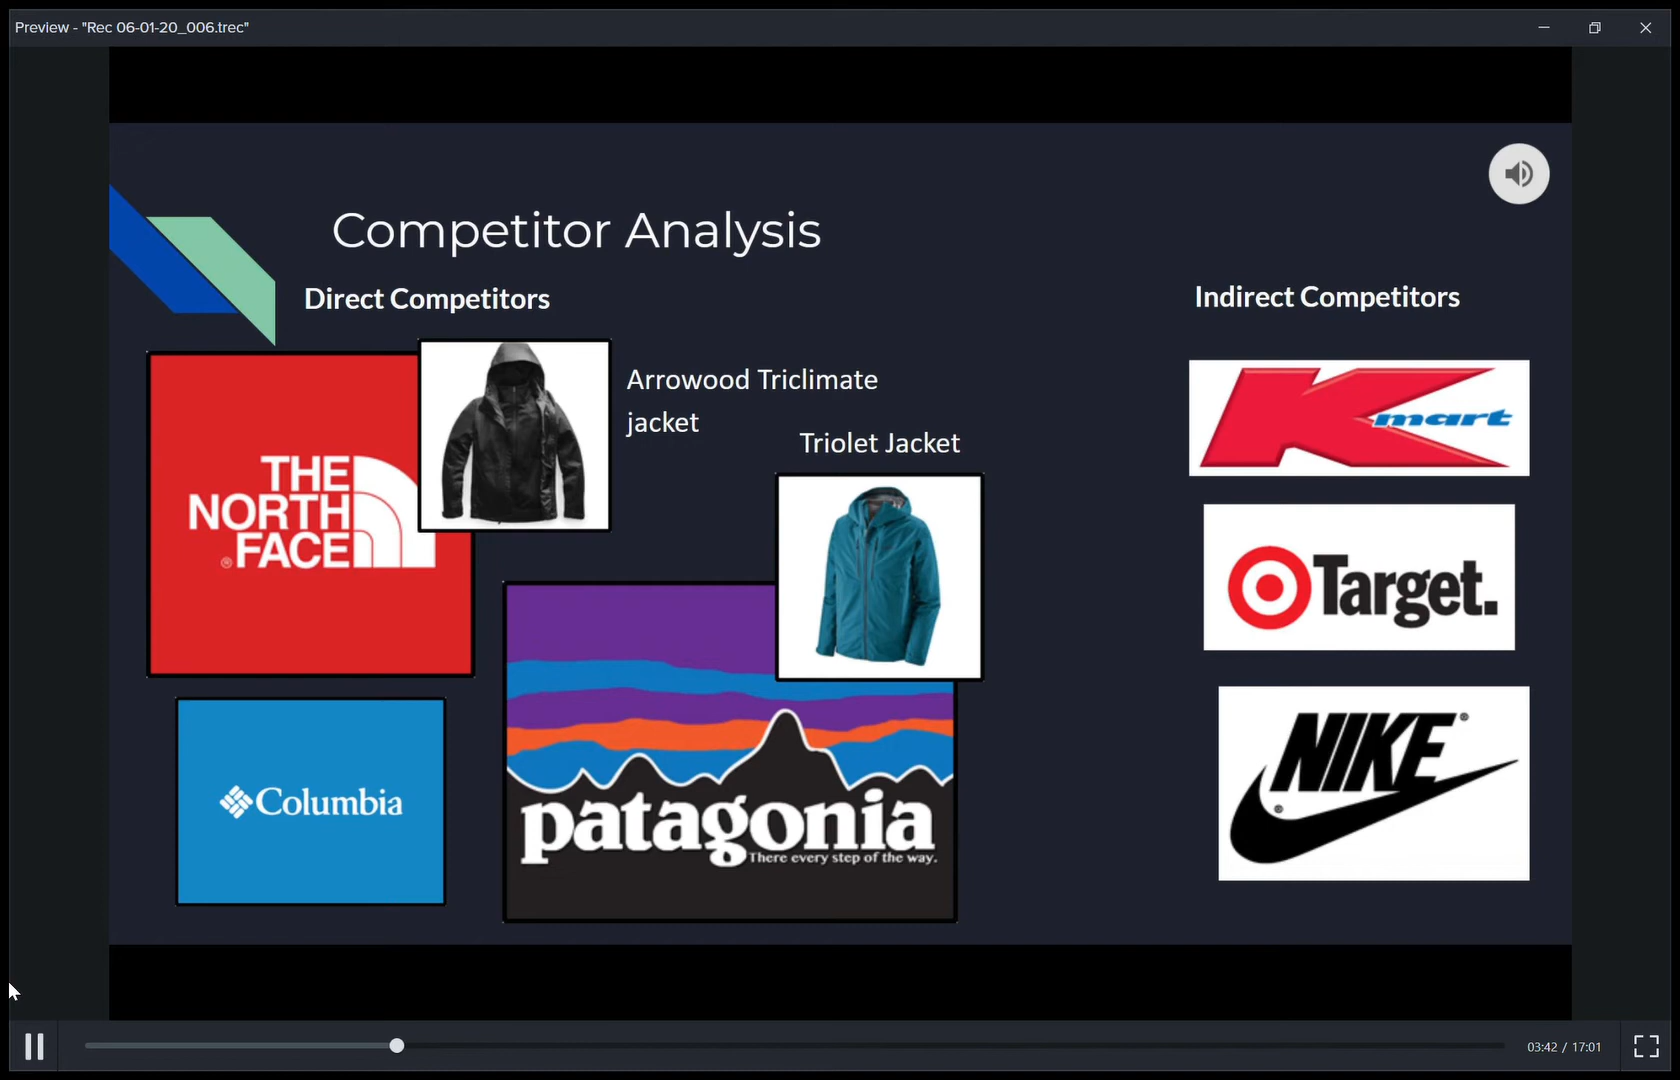 Preview - "Rec 06-01-20_006.trec"
Competitor Analysis
Direct Competitors
Indirect Competitors
Arrowood Triclimate
jacket
Triolet Jacket
THE
NORTH
FACE
®
Columbia
patagonia
There every step of the way.
K
mart
Target.
NIKE®
®
03:42 / 17:01